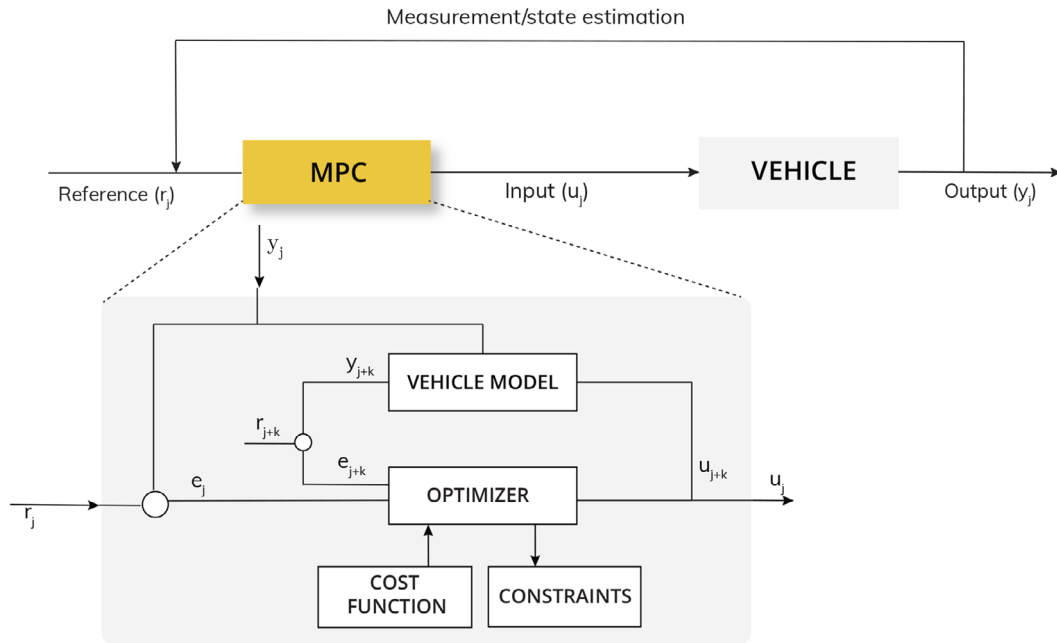 Measurement/state estimation
MPC
VEHICLE
Reference (rj)
Input (uj)
Output (yj)
yj
yj+k
VEHICLE MODEL
rj+k
ej+k
uj+k
ej
OPTIMIZER
uj
rj
COST
FUNCTION
CONSTRAINTS